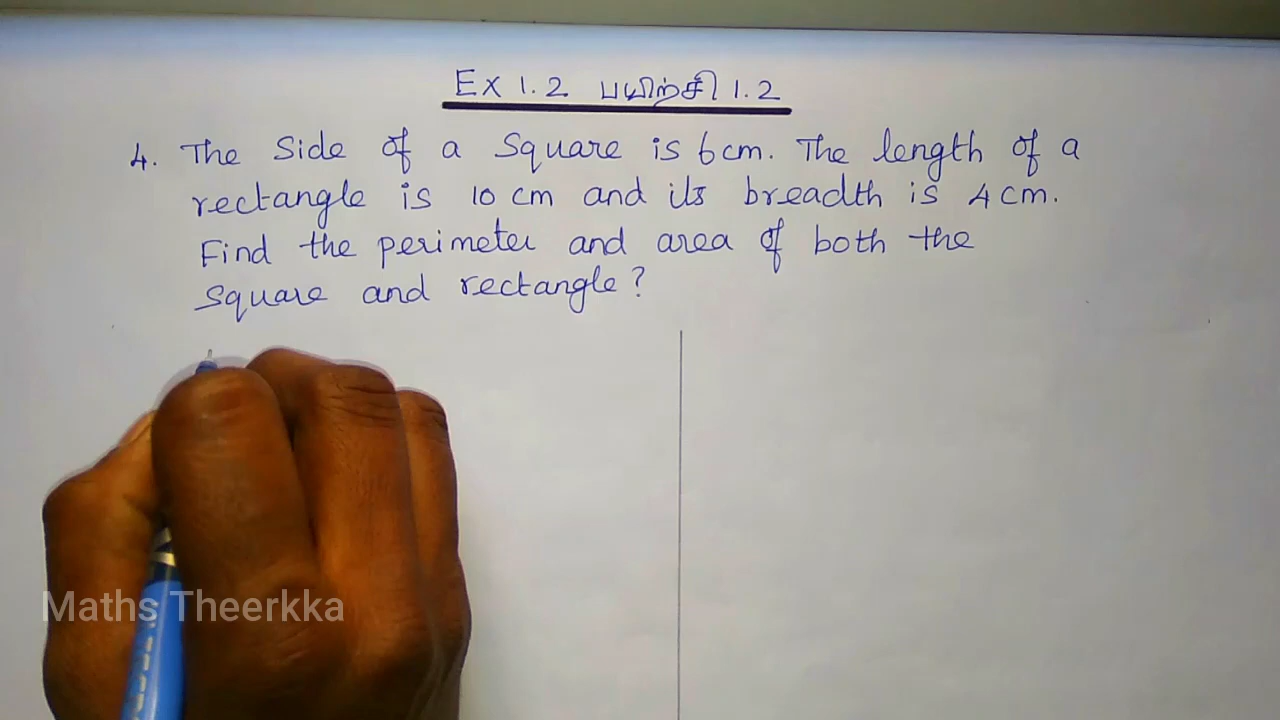 Ex 1.2 பயிற்சி 1.2
4. The Side of a Square is 6cm. The length of a
rectangle is 10 cm and its breadth is 4 cm.
Find the perimeter and area of both the
Square and rectangle?
Maths Theerkka